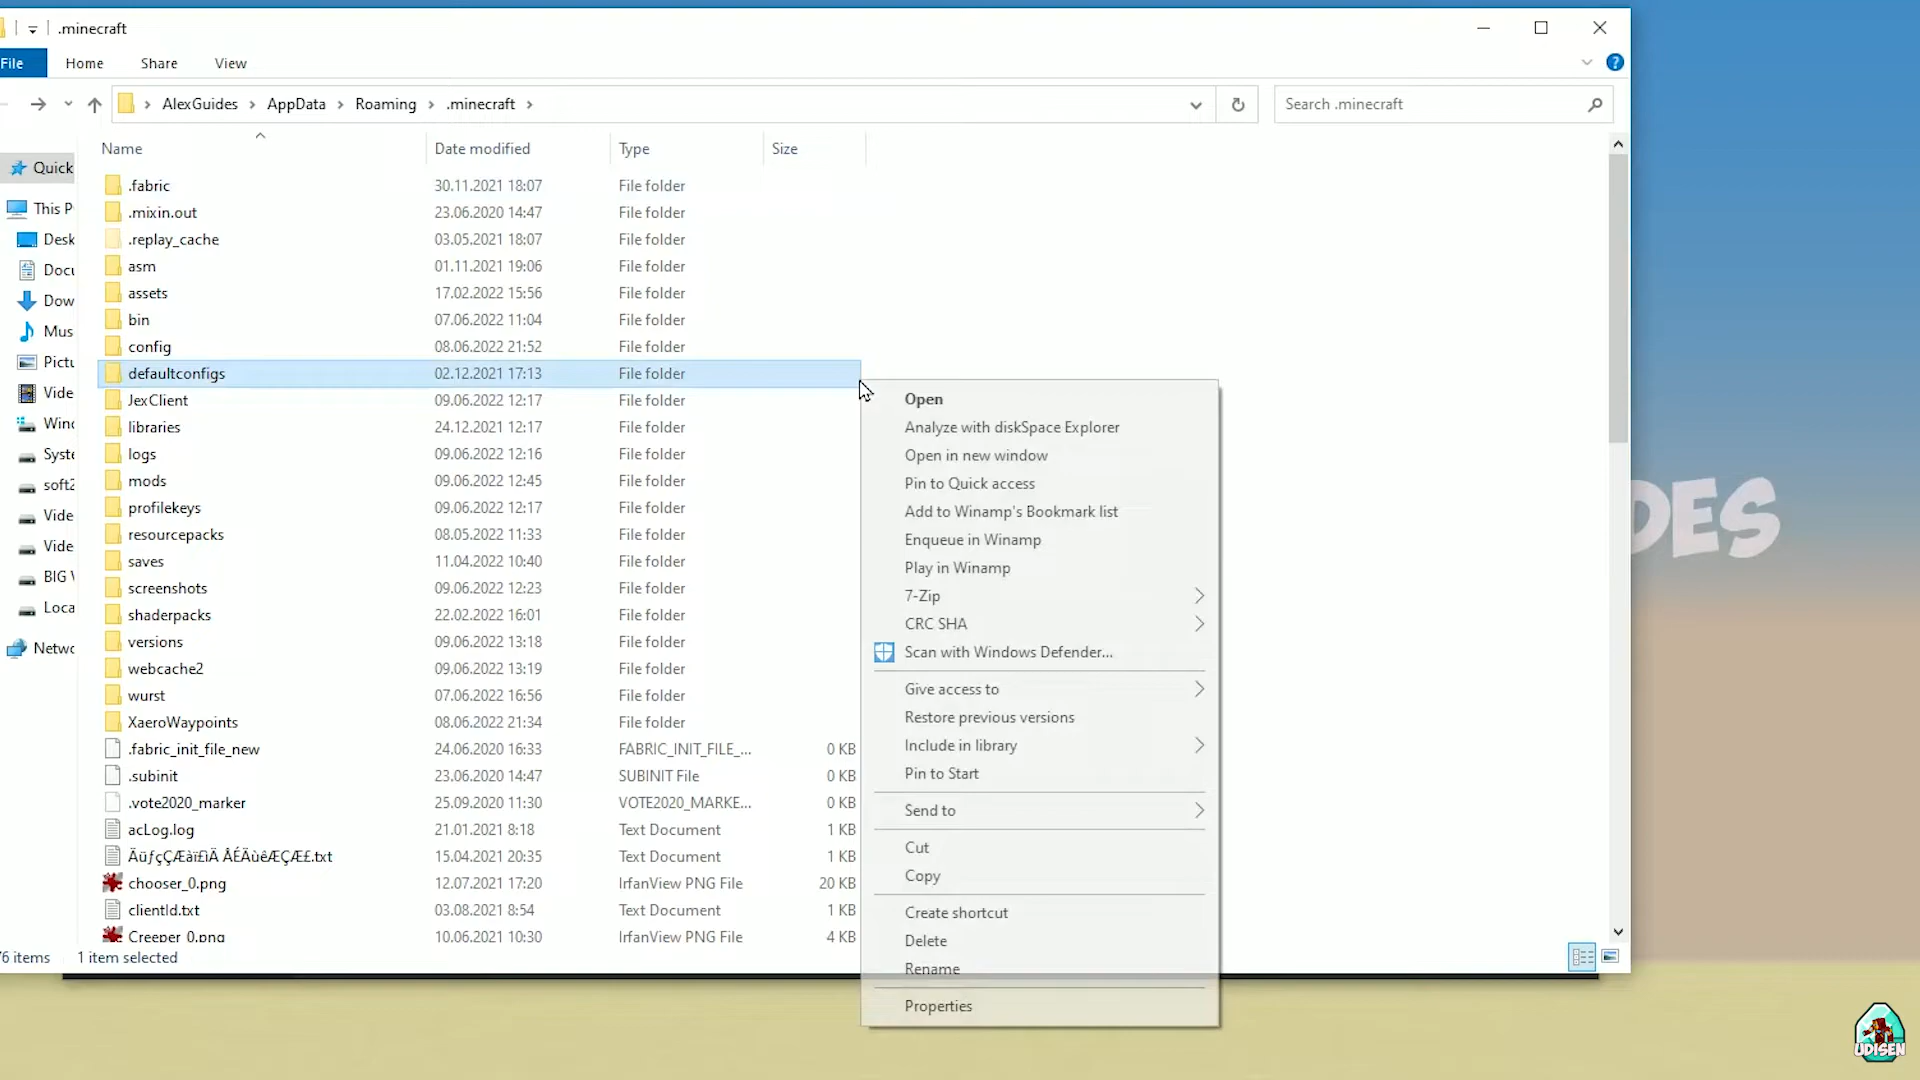 .minecraft
File Home Share View
AlexGuides AppData Roaming .minecraft
Search .minecraft
Name Date modified Type Size
Quick
This P
Desk
Docu
Dow
Mus
Pictu
Vide
Wind
Syste
soft2
Vide
Vide
BIG V
Loca
Netwo
.fabric 30.11.2021 18:07 File folder
.mixin.out 23.06.2020 14:47 File folder
.replay_cache 03.05.2021 18:07 File folder
asm 01.11.2021 19:06 File folder
assets 17.02.2022 15:56 File folder
bin 07.06.2022 11:04 File folder
config 08.06.2022 21:52 File folder
defaultconfigs 02.12.2021 17:13 File folder
JexClient 09.06.2022 12:17 File folder
libraries 24.12.2021 12:17 File folder
logs 09.06.2022 12:16 File folder
mods 09.06.2022 12:45 File folder
profilekeys 09.06.2022 12:17 File folder
resourcepacks 08.05.2022 11:33 File folder
saves 11.04.2022 10:40 File folder
screenshots 09.06.2022 12:23 File folder
shaderpacks 22.02.2022 16:01 File folder
versions 09.06.2022 13:18 File folder
webcache2 09.06.2022 13:19 File folder
wurst 07.06.2022 16:56 File folder
XaeroWaypoints 08.06.2022 21:34 File folder
.fabric_init_file_new 24.06.2020 16:33 FABRIC_INIT_FILE_... 0 KB
.subinit 23.06.2020 14:47 SUBINIT File 0 KB
.vote2020_marker 25.09.2020 11:30 VOTE2020_MARKE... 0 KB
acLog.log 21.01.2021 8:18 Text Document 1 KB
15.04.2021 20:35 Text Document 1 KB
chooser_0.png 12.07.2021 17:20 IrfanView PNG File 20 KB
clientId.txt 03.08.2021 8:54 Text Document 1 KB
Creeper_0.png 10.06.2021 10:30 IrfanView PNG File 4 KB
6 items 1 item selected
Open
Analyze with diskSpace Explorer
Open in new window
Pin to Quick access
Add to Winamp's Bookmark list
Enqueue in Winamp
Play in Winamp
7-Zip
CRC SHA
Scan with Windows Defender...
Give access to
Restore previous versions
Include in library
Pin to Start
Send to
Cut
Copy
Create shortcut
Delete
Rename
Properties
DES
UDISEN